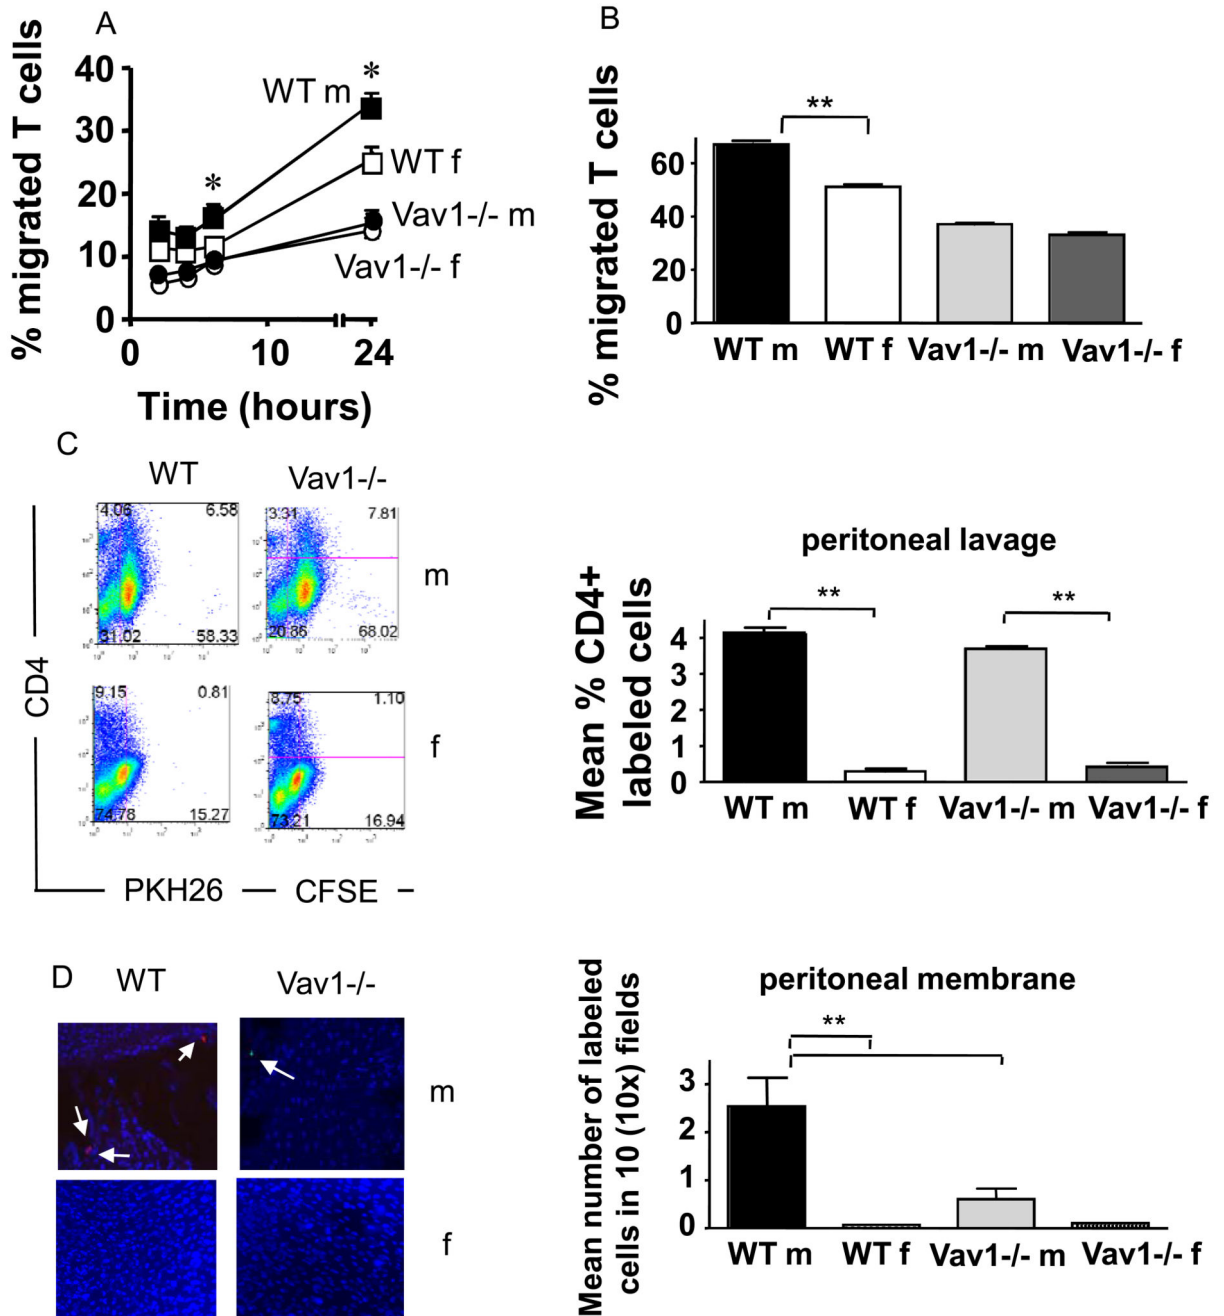 A
% migrated T cells
40
30
20
10
0
*
*
WT m
WT f
Vav1-/- m
Vav1-/- f
0
10
24
Time (hours)
B
% migrated T cells
60
40
20
0
**
WT m
WT f
Vav1-/- m
Vav1-/- f
C
WT
Vav1-/-
4.06
6.58
31.02
58.33
3.31
7.81
20.86
68.02
m
9.15
0.81
74.78
15.27
8.75
1.10
73.21
16.94
f
CD4
PKH26
CFSE
peritoneal lavage
Mean % CD4+
labeled cells
4
3
2
1
0
**
**
WT m
WT f
Vav1-/- m
Vav1-/- f
D
WT
Vav1-/-
m
f
peritoneal membrane
Mean number of labeled
cells in 10 (10x) fields
3
2
1
0
**
WT m
WT f
Vav1-/- m
Vav1-/- f